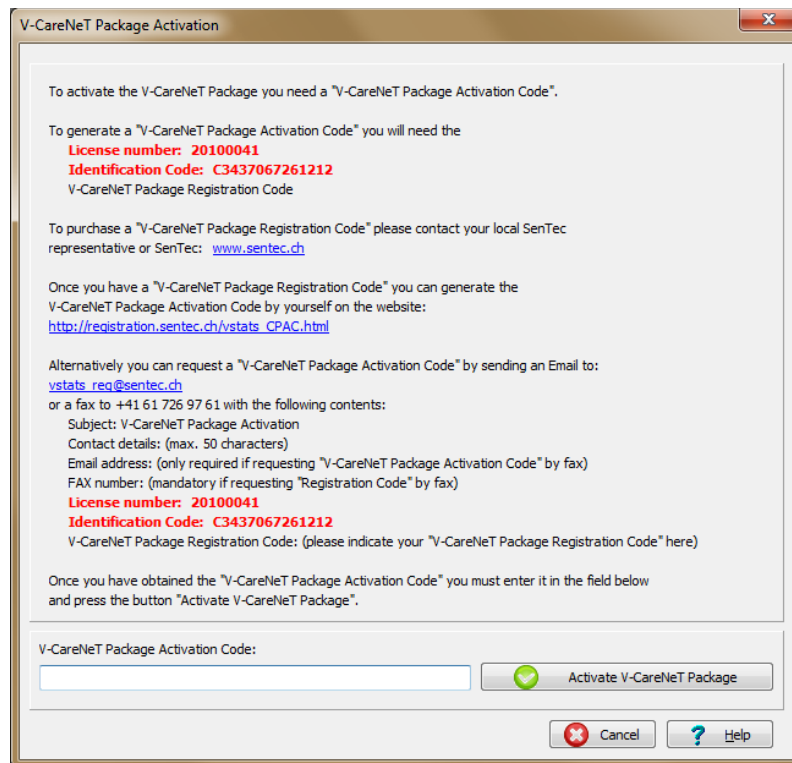 V-CareNeT Package Activation
To activate the V-CareNeT Package you need a "V-CareNeT Package Activation Code".
To generate a "V-CareNeT Package Activation Code" you will need the
License number: 20100041
Identification Code: C3437067261212
V-CareNeT Package Registration Code
To purchase a "V-CareNeT Package Registration Code" please contact your local SenTec
representative or SenTec: www.sentec.ch
Once you have a "V-CareNeT Package Registration Code" you can generate the
V-CareNeT Package Activation Code by yourself on the website:
http://registration.sentec.ch/vstats_CPAC.html
Alternatively you can request a "V-CareNeT Package Activation Code" by sending an Email to:
vstats_reg@sentec.ch
or a fax to +41 61 726 97 61 with the following contents:
Subject: V-CareNeT Package Activation
Contact details: (max. 50 characters)
Email address: (only required if requesting "V-CareNeT Package Activation Code" by fax)
FAX number: (mandatory if requesting "Registration Code" by fax)
License number: 20100041
Identification Code: C3437067261212
V-CareNeT Package Registration Code: (please indicate your "V-CareNeT Package Registration Code" here)
Once you have obtained the "V-CareNeT Package Activation Code" you must enter it in the field below
and press the button "Activate V-CareNeT Package".
V-CareNeT Package Activation Code:
Activate V-CareNeT Package
Cancel
? Help